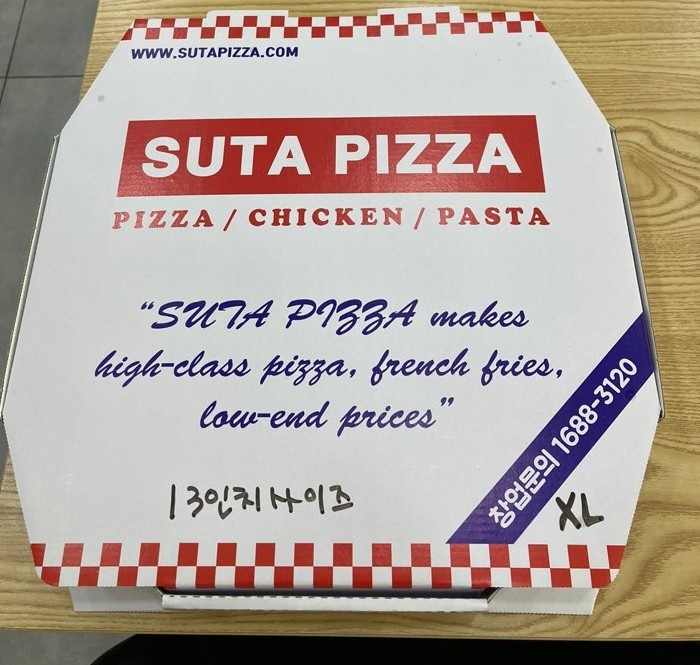 WWW.SUTAPIZZA.COM
SUTA PIZZA
PIZZA / CHICKEN / PASTA
“SUTA PIZZA makes
high-class pizza, french fries,
low-end prices”
창업문의 1688-3120
13인치 사이즈
XL